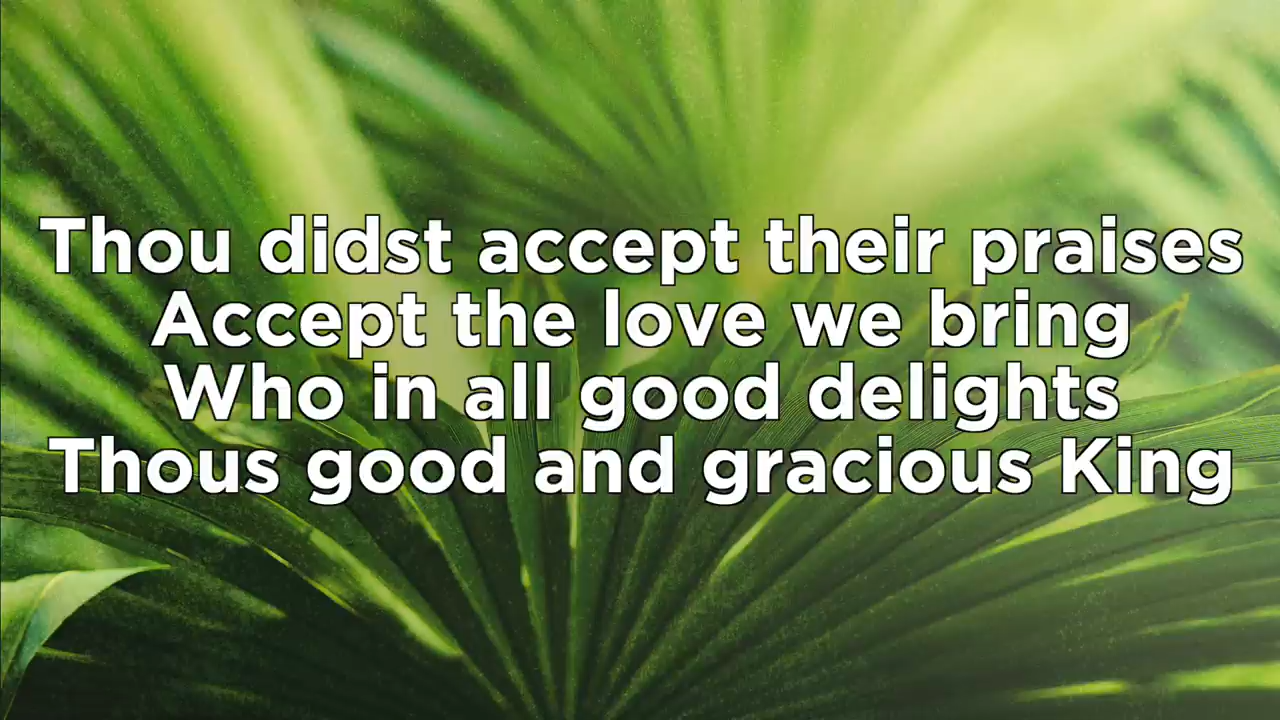 Thou didst accept their praises
Accept the love we bring
Who in all good delights
Thous good and gracious King